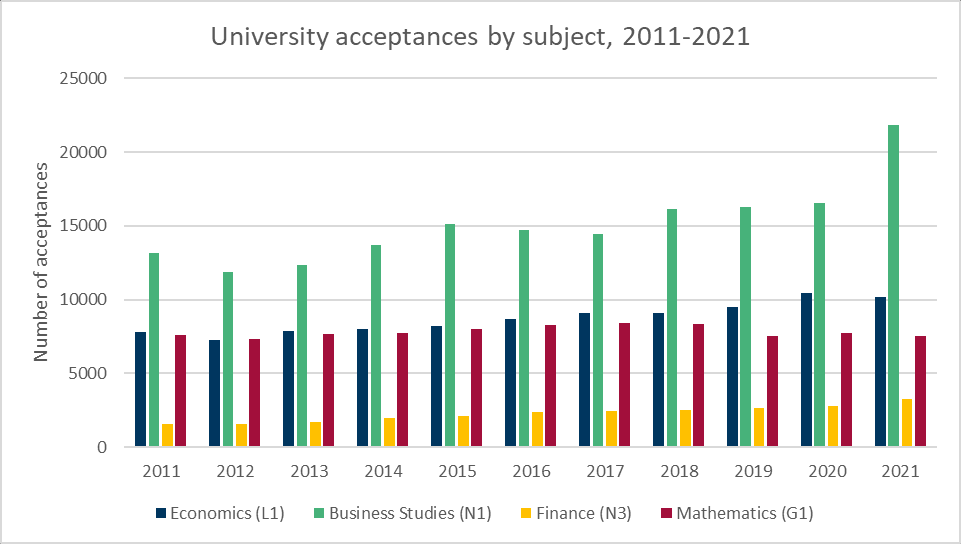 University acceptances by subject, 2011-2021
Number of acceptances
25000
20000
15000
10000
5000
0
2011 2012 2013 2014 2015 2016 2017 2018 2019 2020 2021
Economics (L1) Business Studies (N1) Finance (N3) Mathematics (G1)